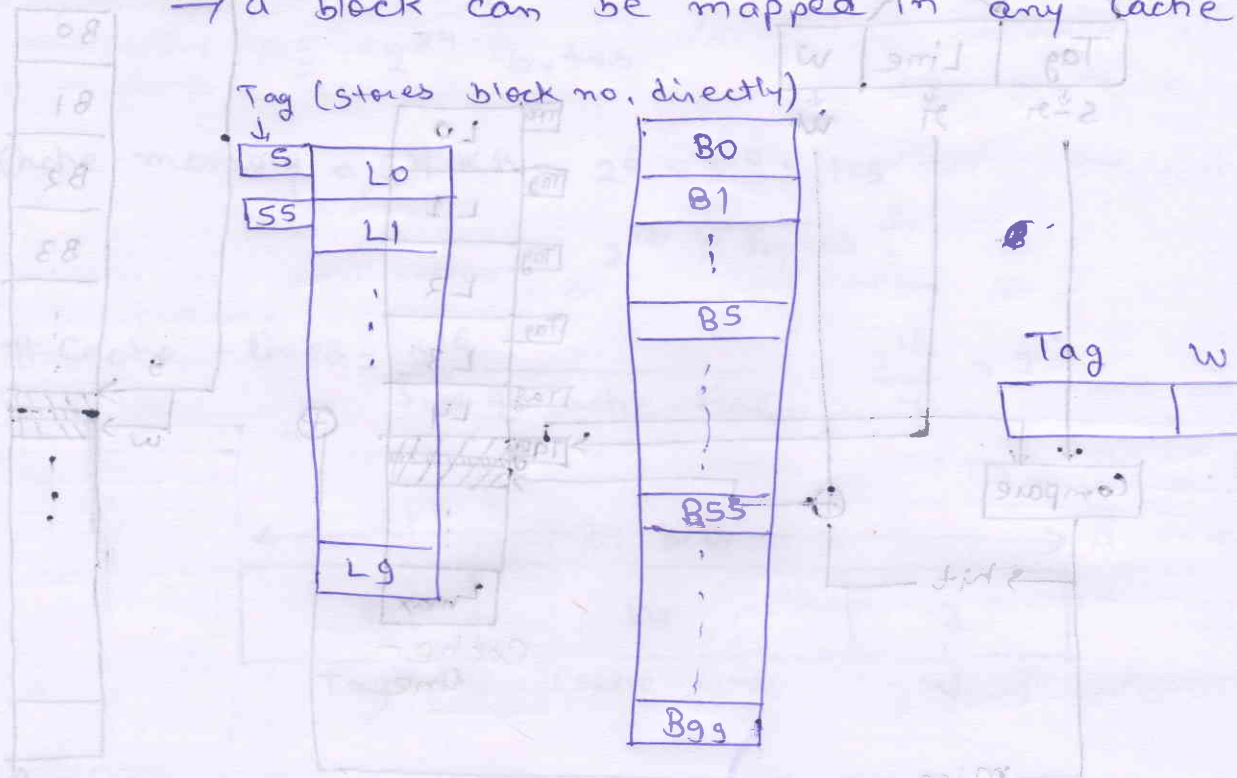 → a block can be mapped in any cache
Tag (stores block no. directly)
5 L0
55 L1
L9
B0
B1
B5
B55
B99
Tag W